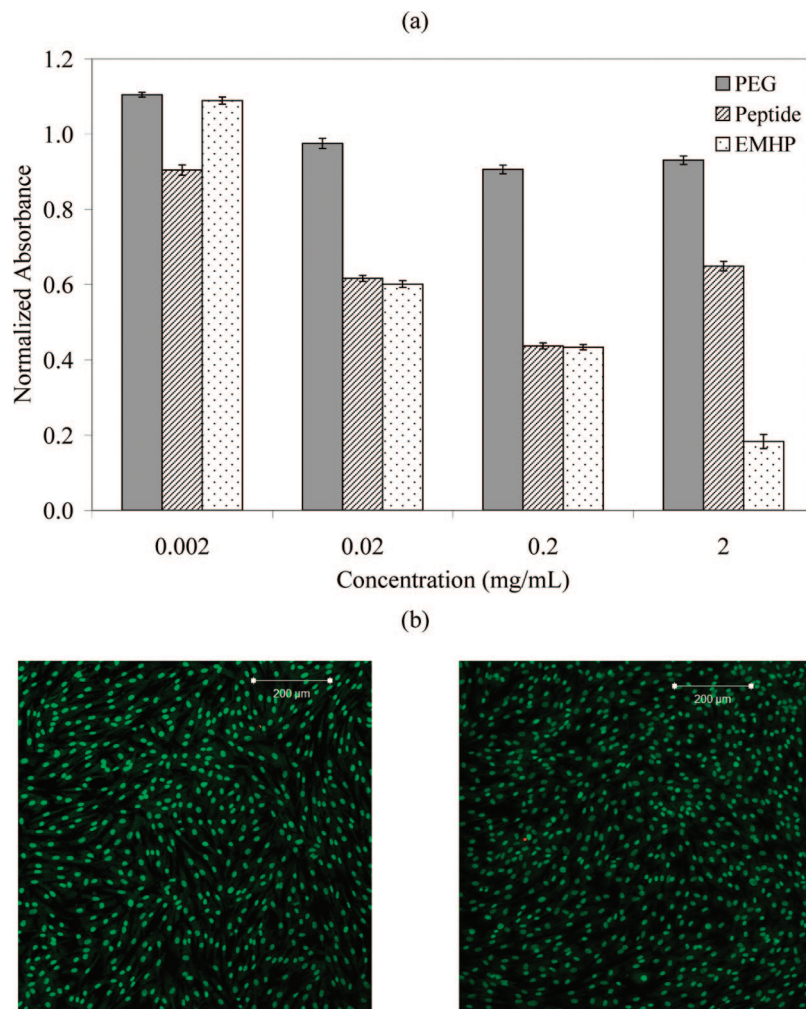 (a)
1.2
1.0
0.8
0.6
0.4
0.2
0.0
Normalized Absorbance
PEG
Peptide
EMHP
0.002 0.02 0.2 2
Concentration (mg/mL)
(b)
200 µm
200 µm